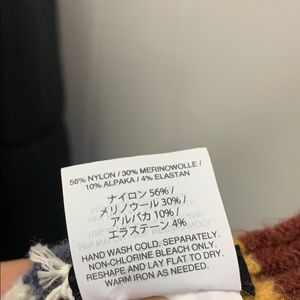 56% NYLON / 30% MERINOWOLLE /
10% ALPAKA / 4% ELASTAN
ナイロン 56% /
メリノウール 30% /
アルパカ 10% /
エラステーン 4%
HAND WASH COLD, SEPARATELY.
NON-CHLORINE BLEACH ONLY.
RESHAPE AND LAY FLAT TO DRY.
WARM IRON AS NEEDED.